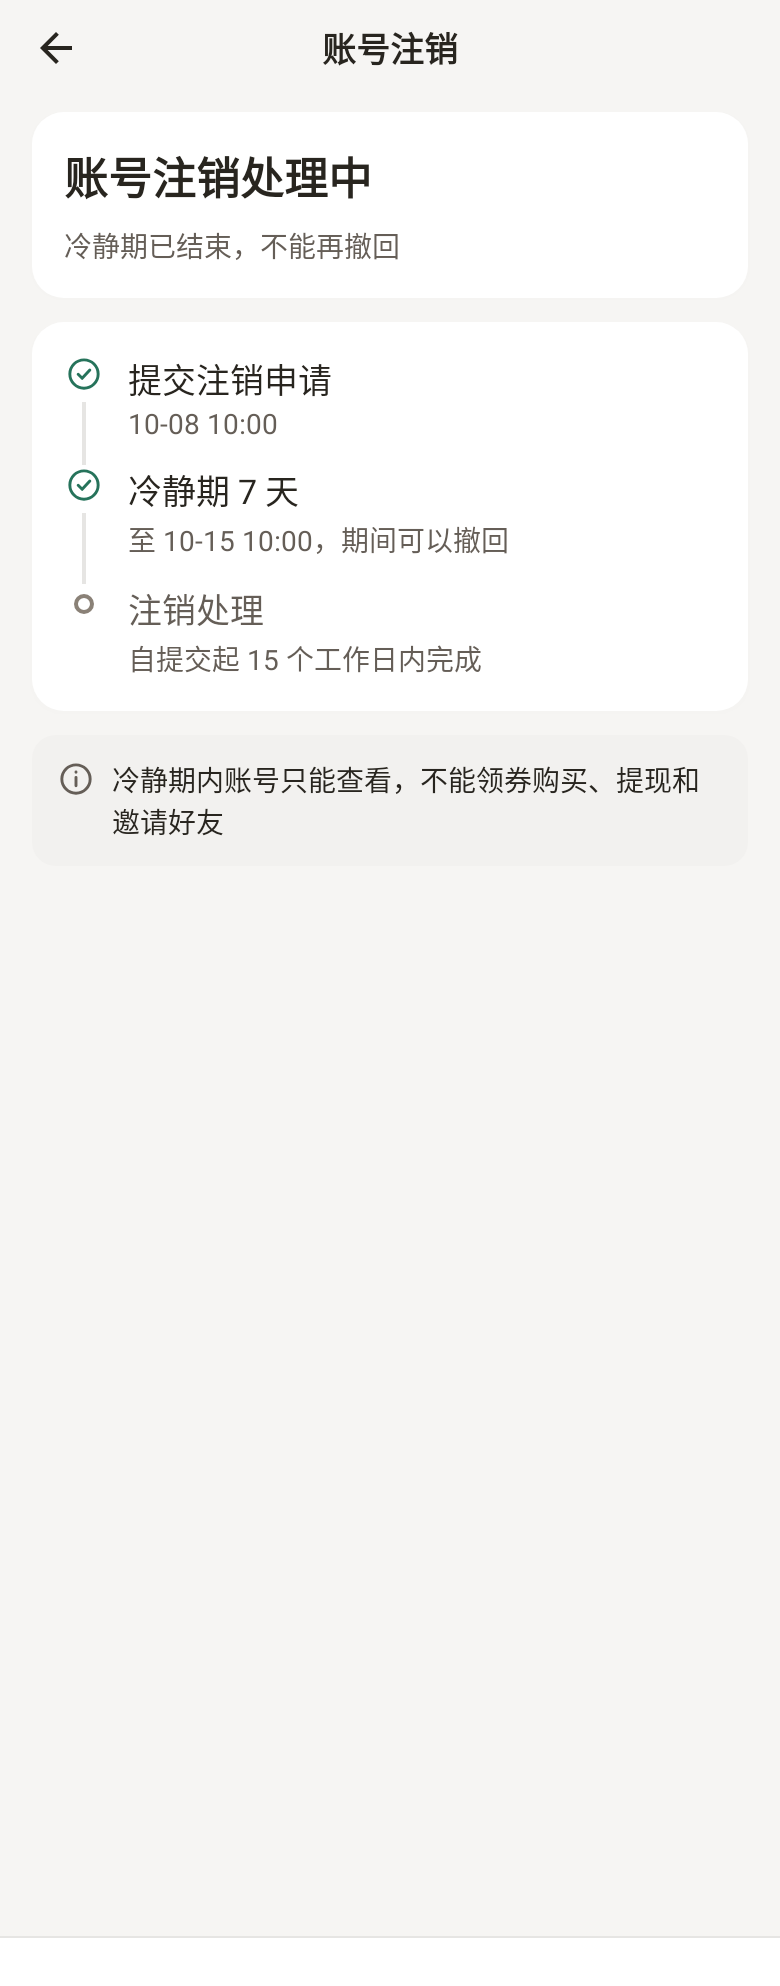 账号注销
账号注销处理中
冷静期已结束，不能再撤回
提交注销申请
10-08 10:00
冷静期 7 天
至 10-15 10:00，期间可以撤回
注销处理
自提交起 15 个工作日内完成
冷静期内账号只能查看，不能领券购买、提现和
邀请好友